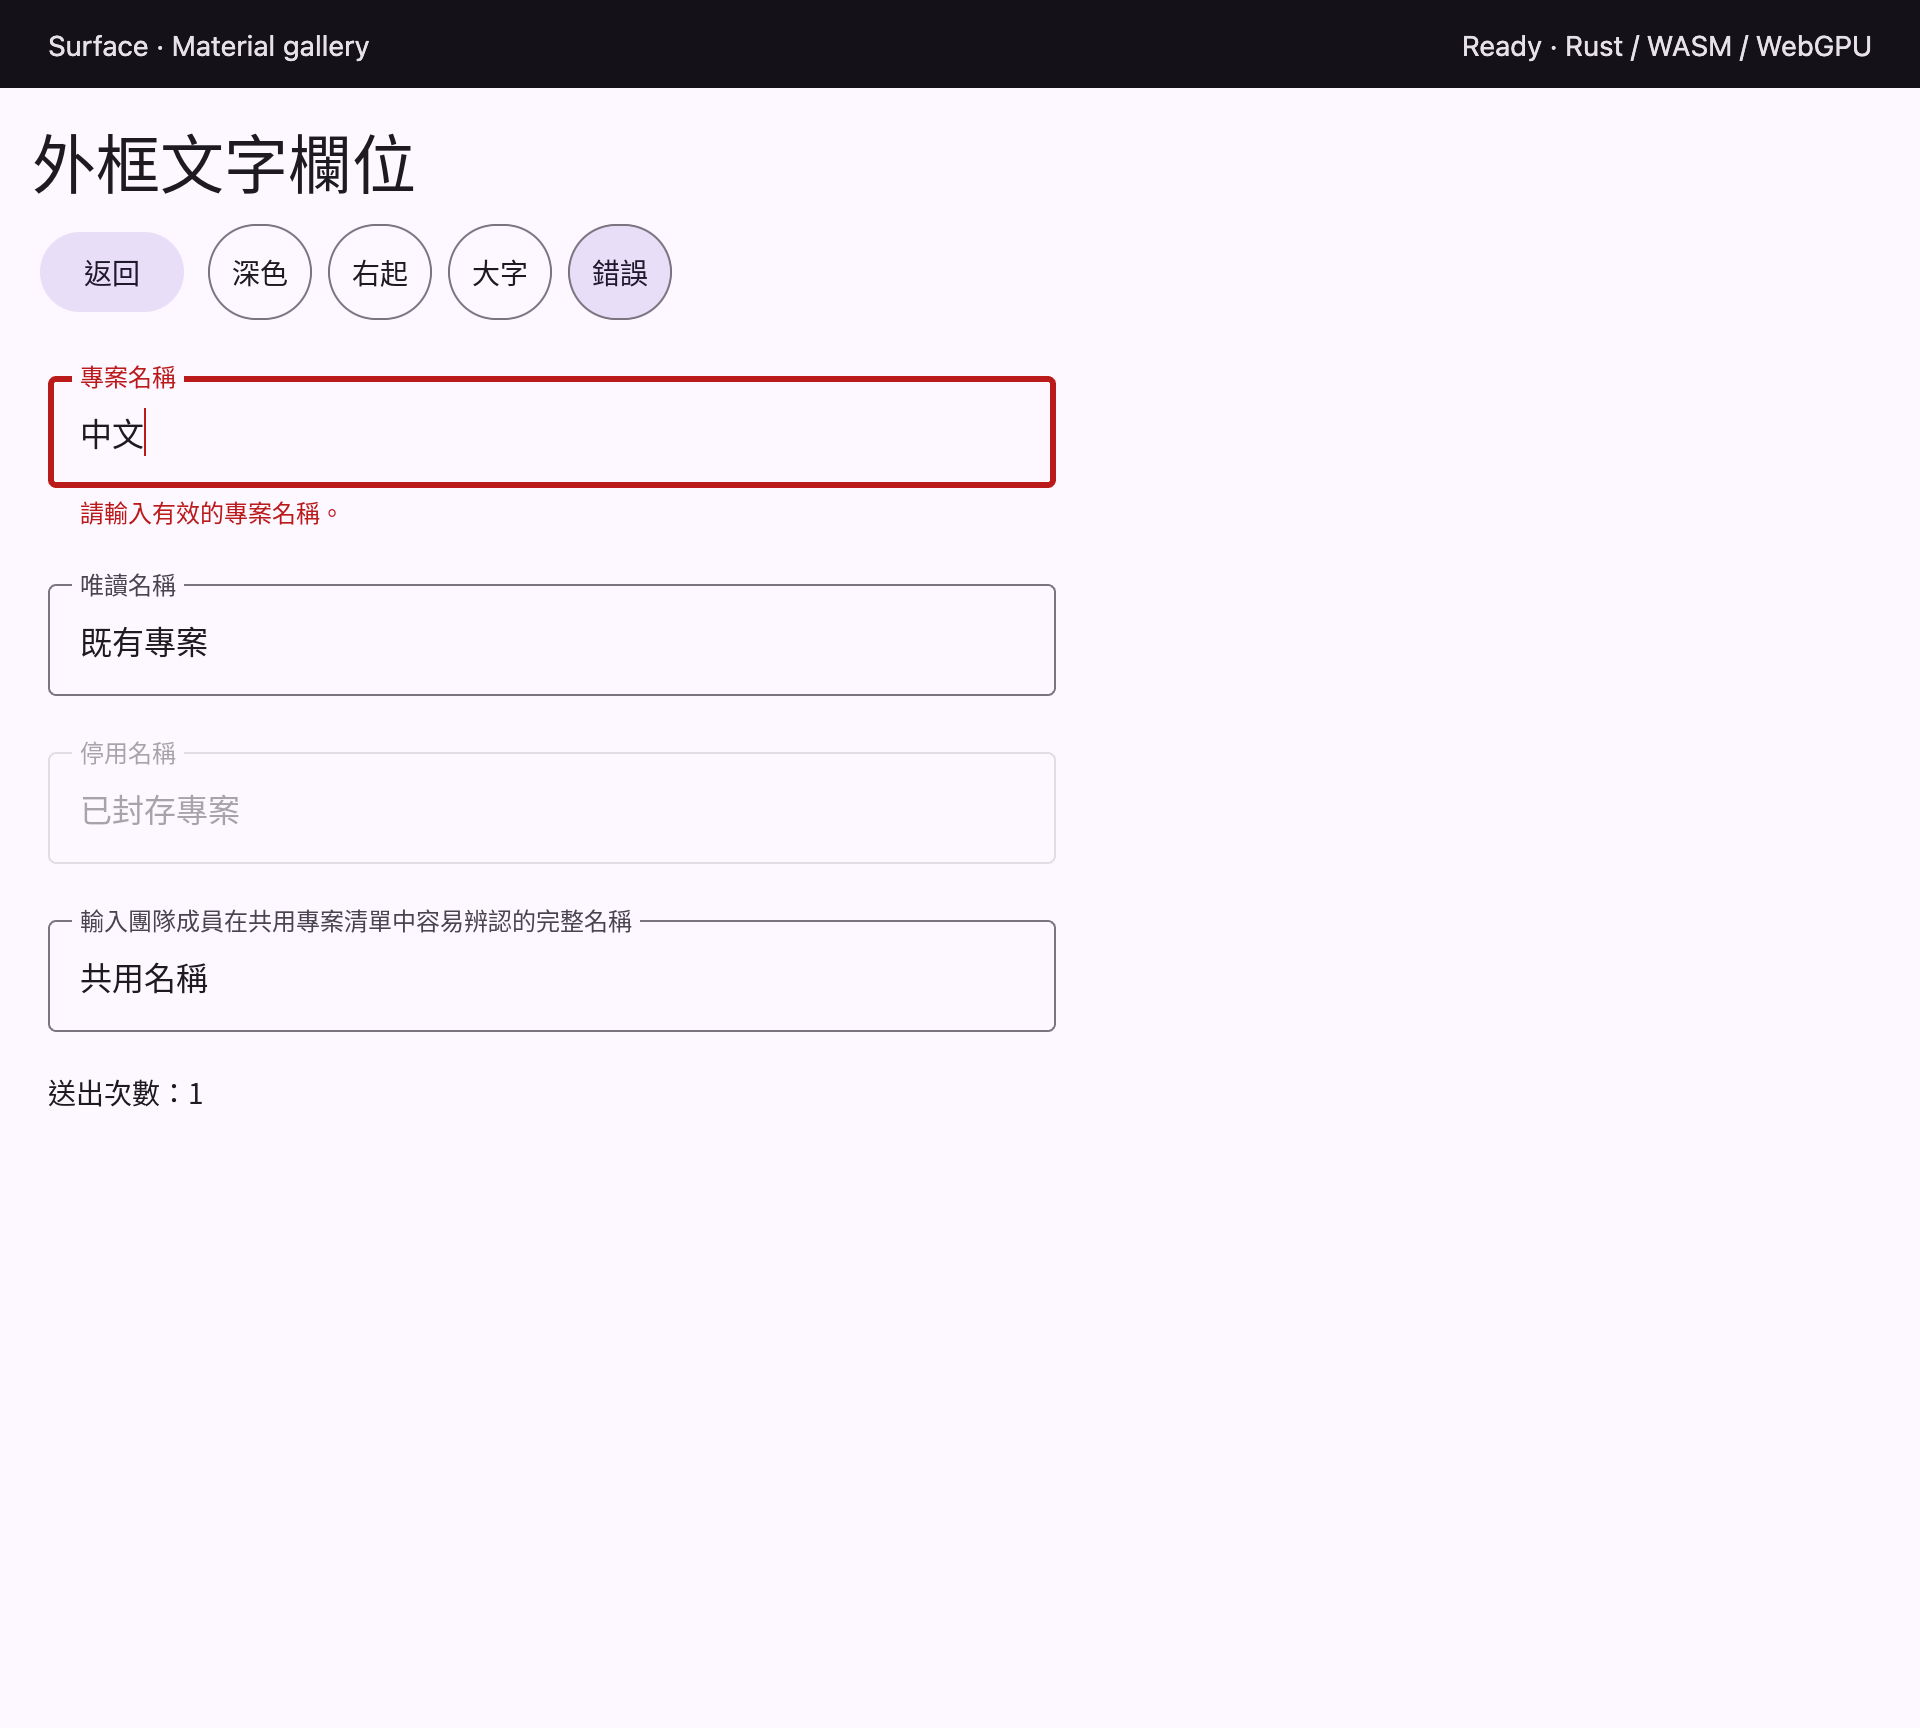 Surface · Material gallery
Ready · Rust / WASM / WebGPU
外框文字欄位
返回 深色 右起 大字 錯誤
專案名稱
中文
請輸入有效的專案名稱。
唯讀名稱
既有專案
停用名稱
已封存專案
輸入團隊成員在共用專案清單中容易辨認的完整名稱
共用名稱
送出次數：1